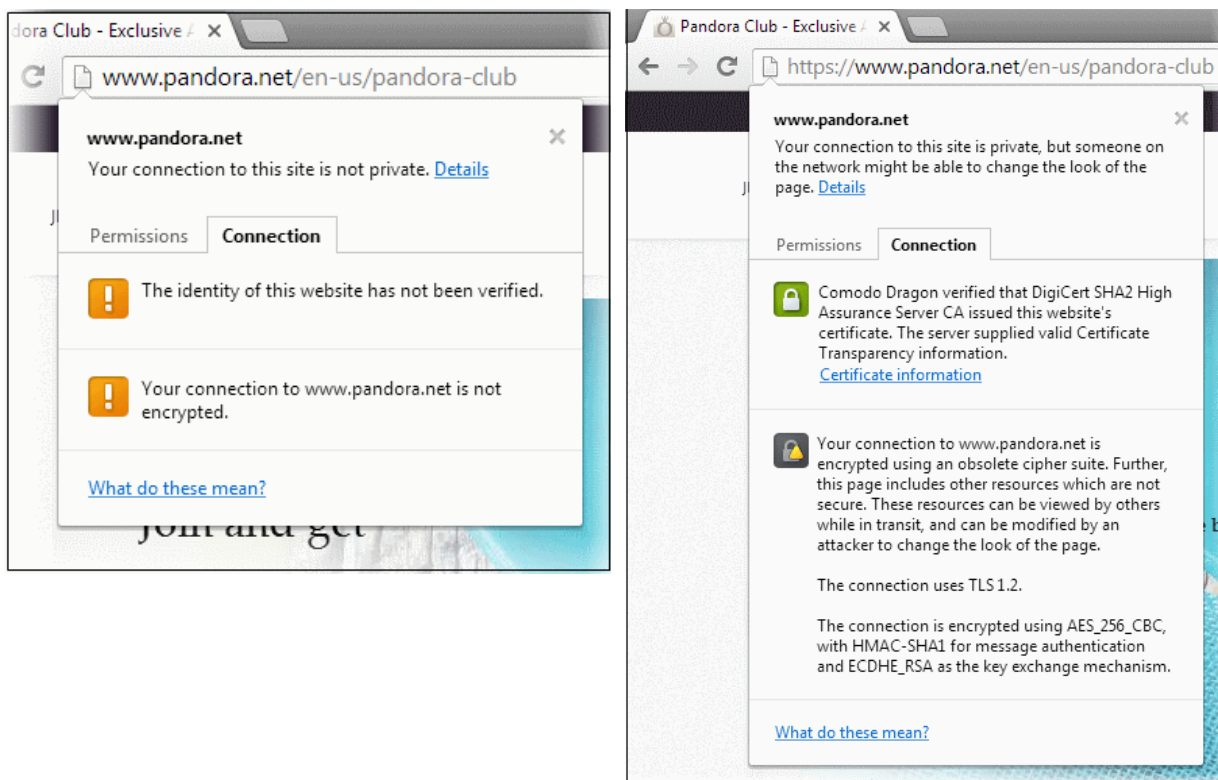 dora Club - Exclusive
www.pandora.net/en-us/pandora-club
www.pandora.net
Your connection to this site is not private. Details
Permissions
Connection
The identity of this website has not been verified.
Your connection to www.pandora.net is not
encrypted.
What do these mean?
Join and get
Pandora Club - Exclusive
https://www.pandora.net/en-us/pandora-club
www.pandora.net
Your connection to this site is private, but someone on
the network might be able to change the look of the
page. Details
Permissions
Connection
Comodo Dragon verified that DigiCert SHA2 High
Assurance Server CA issued this website's
certificate. The server supplied valid Certificate
Transparency information.
Certificate information
Your connection to www.pandora.net is
encrypted using an obsolete cipher suite. Further,
this page includes other resources which are not
secure. These resources can be viewed by others
while in transit, and can be modified by an
attacker to change the look of the page.
The connection uses TLS 1.2.
The connection is encrypted using AES_256_CBC,
with HMAC-SHA1 for message authentication
and ECDHE_RSA as the key exchange mechanism.
What do these mean?